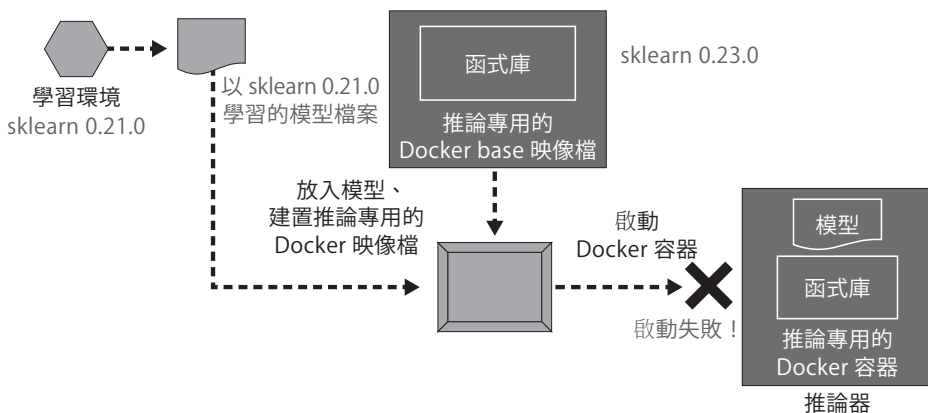 學習環境
sklearn 0.21.0
以 sklearn 0.21.0
學習的模型檔案
函式庫
推論專用的
Docker base 映像檔
sklearn 0.23.0
放入模型、
建置推論專用的
Docker 映像檔
啟動
Docker 容器
啟動失敗！
模型
函式庫
推論專用的
Docker 容器
推論器